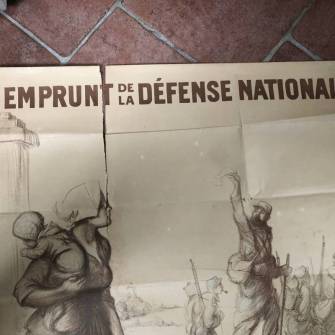 EMPRUNT DE LA DÉFENSE NATIONAL